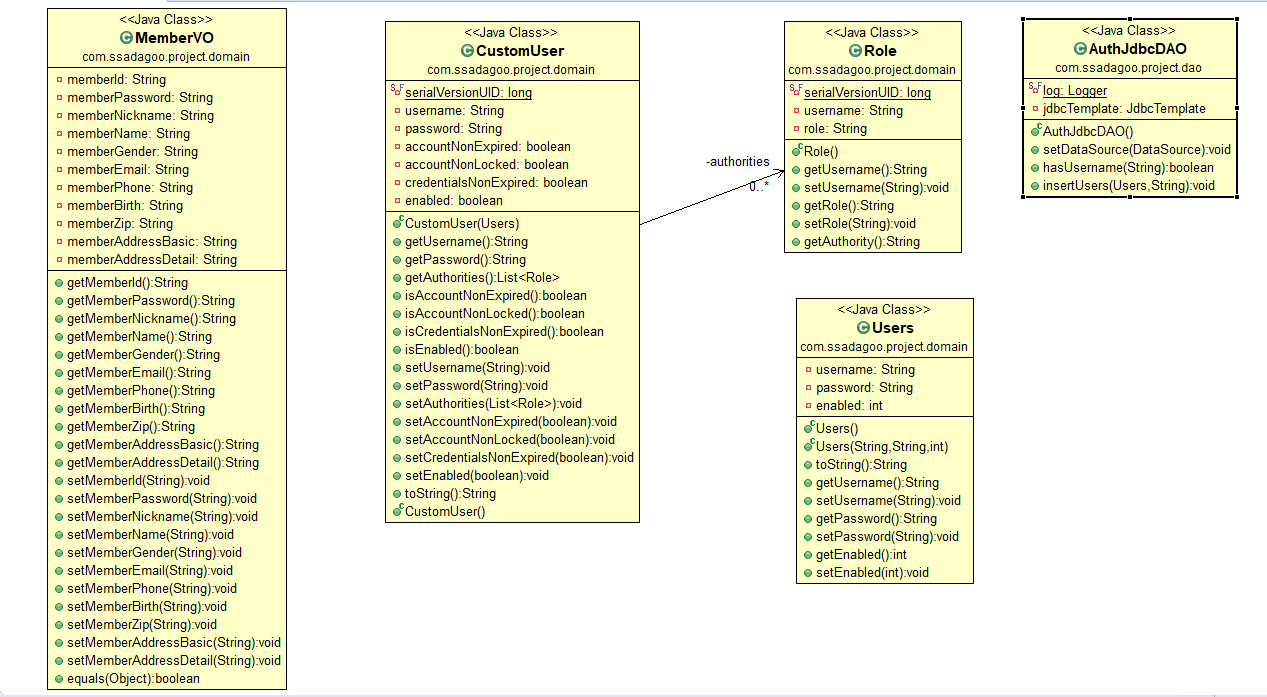 <<Java Class>>
MemberVO
com.ssadagoo.project.domain
memberId: String
memberPassword: String
memberNickname: String
memberName: String
memberGender: String
memberEmail: String
memberPhone: String
memberBirth: String
memberZip: String
memberAddressBasic: String
memberAddressDetail: String
getMemberId():String
getMemberPassword():String
getMemberNickname():String
getMemberName():String
getMemberGender():String
getMemberEmail():String
getMemberPhone():String
getMemberBirth():String
getMemberZip():String
getMemberAddressBasic():String
getMemberAddressDetail():String
setMemberId(String):void
setMemberPassword(String):void
setMemberNickname(String):void
setMemberName(String):void
setMemberGender(String):void
setMemberEmail(String):void
setMemberPhone(String):void
setMemberBirth(String):void
setMemberZip(String):void
setMemberAddressBasic(String):void
setMemberAddressDetail(String):void
equals(Object):boolean
<<Java Class>>
CustomUser
com.ssadagoo.project.domain
serialVersionUID: long
username: String
password: String
accountNonExpired: boolean
accountNonLocked: boolean
credentialsNonExpired: boolean
enabled: boolean
CustomUser(Users)
getUsername():String
getPassword():String
getAuthorities():List<Role>
isAccountNonExpired():boolean
isAccountNonLocked():boolean
isCredentialsNonExpired():boolean
isEnabled():boolean
setUsername(String):void
setPassword(String):void
setAuthorities(List<Role>):void
setAccountNonExpired(boolean):void
setAccountNonLocked(boolean):void
setCredentialsNonExpired(boolean):void
setEnabled(boolean):void
toString():String
CustomUser()
-authorities
0..*
<<Java Class>>
Role
com.ssadagoo.project.domain
serialVersionUID: long
username: String
role: String
Role()
getUsername():String
setUsername(String):void
getRole():String
setRole(String):void
getAuthority():String
<<Java Class>>
Users
com.ssadagoo.project.domain
username: String
password: String
enabled: int
Users()
Users(String,String,int)
toString():String
getUsername():String
setUsername(String):void
getPassword():String
setPassword(String):void
getEnabled():int
setEnabled(int):void
<<Java Class>>
AuthJdbcDAO
com.ssadagoo.project.dao
log: Logger
jdbcTemplate: JdbcTemplate
AuthJdbcDAO()
setDataSource(DataSource):void
hasUsername(String):boolean
insertUsers(Users,String):void